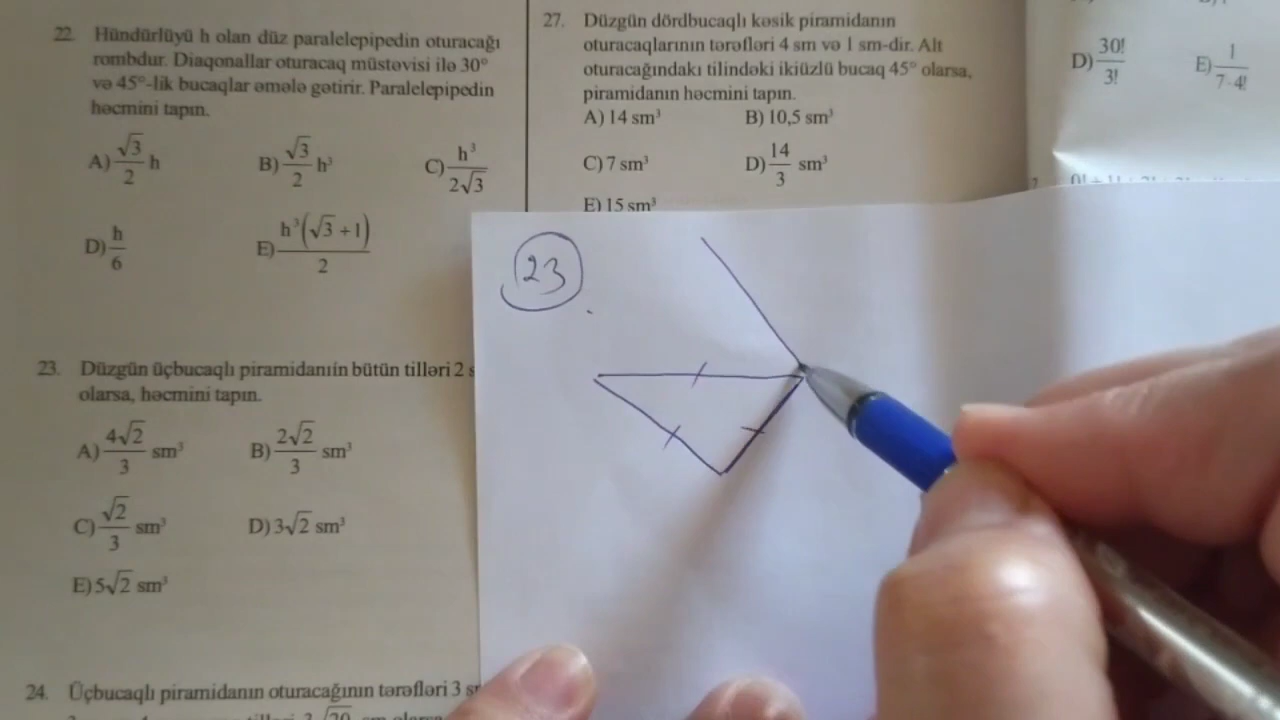 22. Hündürlüyü h olan düz paralelepipedin oturacağı
rombdur. Diaqonallar oturacaq müstəvisi ilə 30°
və 45°-lik bucaqlar əmələ gətirir. Paralelepipedin
həcmini tapın.
A) √3/2 h B) √3/2 h³ C) h³/2√3
D) h/6 E) h³(√3+1)/2
23. Düzgün üçbucaqlı piramidanıin bütün tilləri 2 s
olarsa, həcmini tapın.
A) 4√2/3 sm³ B) 2√2/3 sm³
C) √2/3 sm³ D) 3√2 sm³
E) 5√2 sm³
24. Üçbucaqlı piramidanın oturacağının tərəfləri 3 sm
27. Düzgün dördbucaqlı kəsik piramidanın
oturacaqlarının tərəfləri 4 sm və 1 sm-dir. Alt
oturacağındakı tilindəki ikiüzlü bucaq 45° olarsa,
piramidanın həcmini tapın.
A) 14 sm³ B) 10,5 sm³
C) 7 sm³ D) 14/3 sm³
E) 15 sm³
D) 30!/3! E) 1/7·4!
23